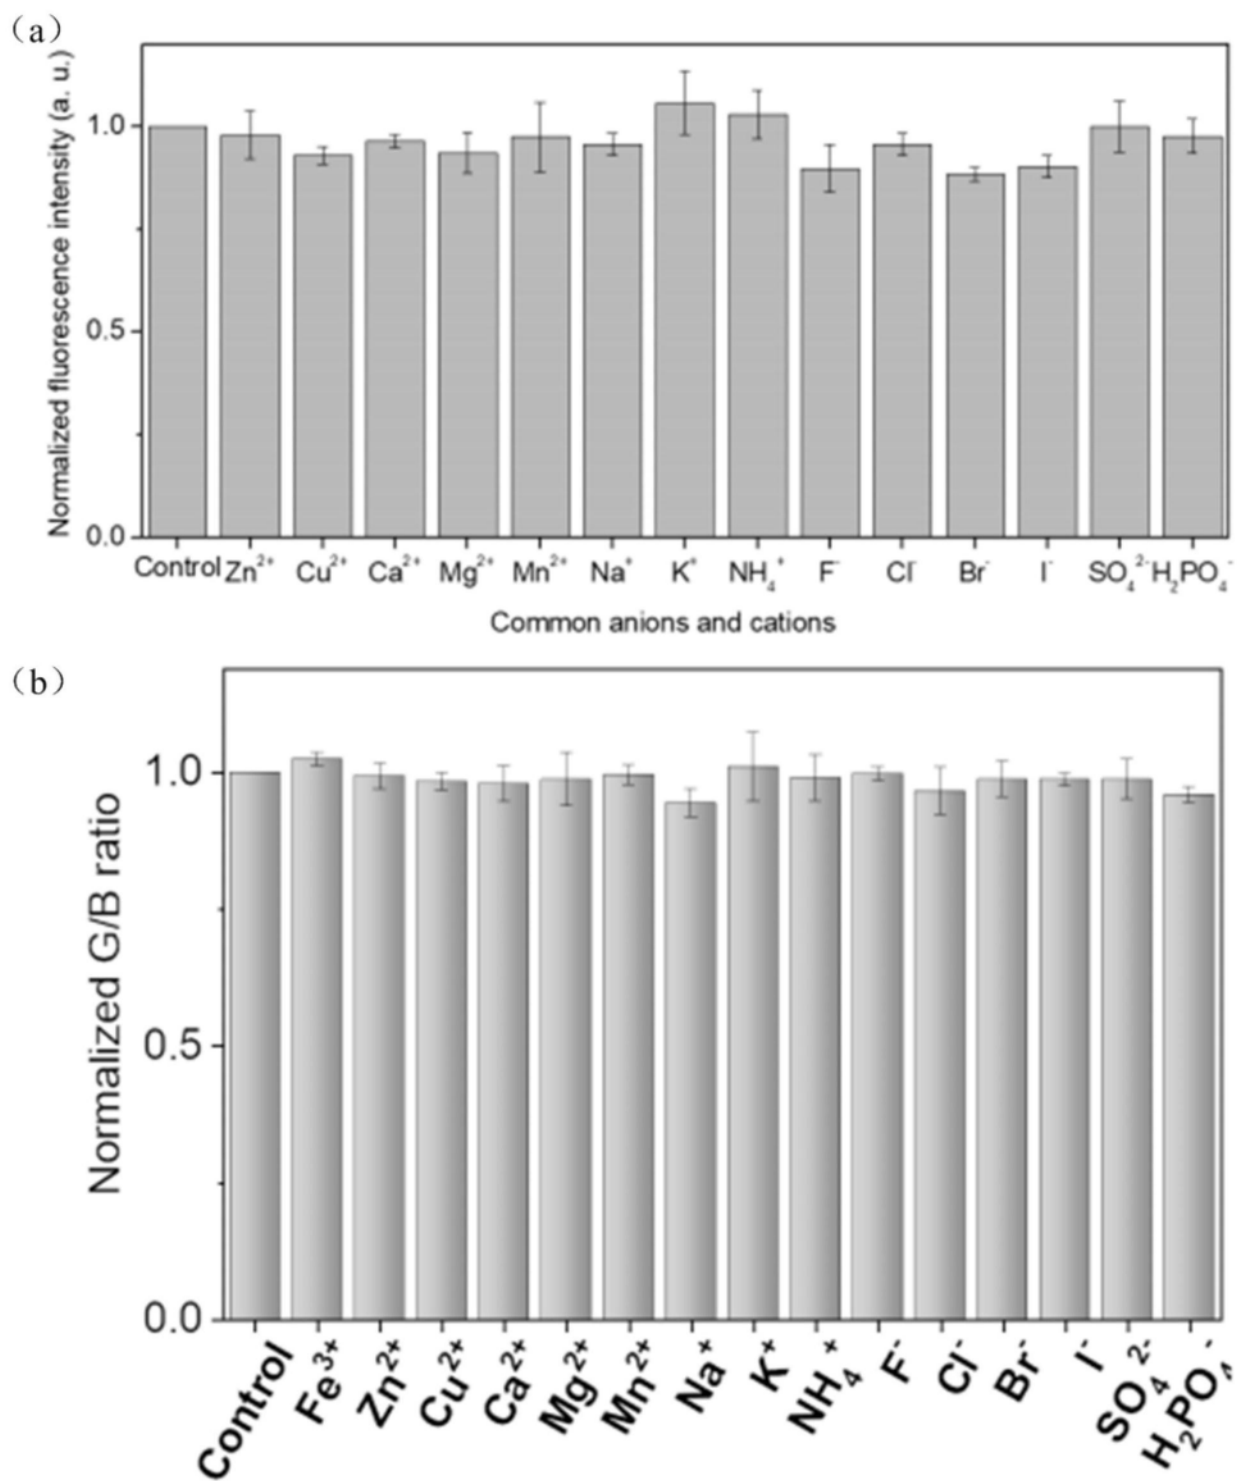 (a)
Normalized fluorescence intensity (a. u.)
1.0
0.5
0.0
Control Zn²⁺ Cu²⁺ Ca²⁺ Mg²⁺ Mn²⁺ Na⁺ K⁺ NH₄⁺ F⁻ Cl⁻ Br⁻ I⁻ SO₄²⁻ H₂PO₄⁻
Common anions and cations
(b)
Normalized G/B ratio
1.0
0.5
0.0
Control Fe³⁺ Zn²⁺ Cu²⁺ Ca²⁺ Mg²⁺ Mn²⁺ Na⁺ K⁺ NH₄⁺ F⁻ Cl⁻ Br⁻ I⁻ SO₄²⁻ H₂PO₄⁻